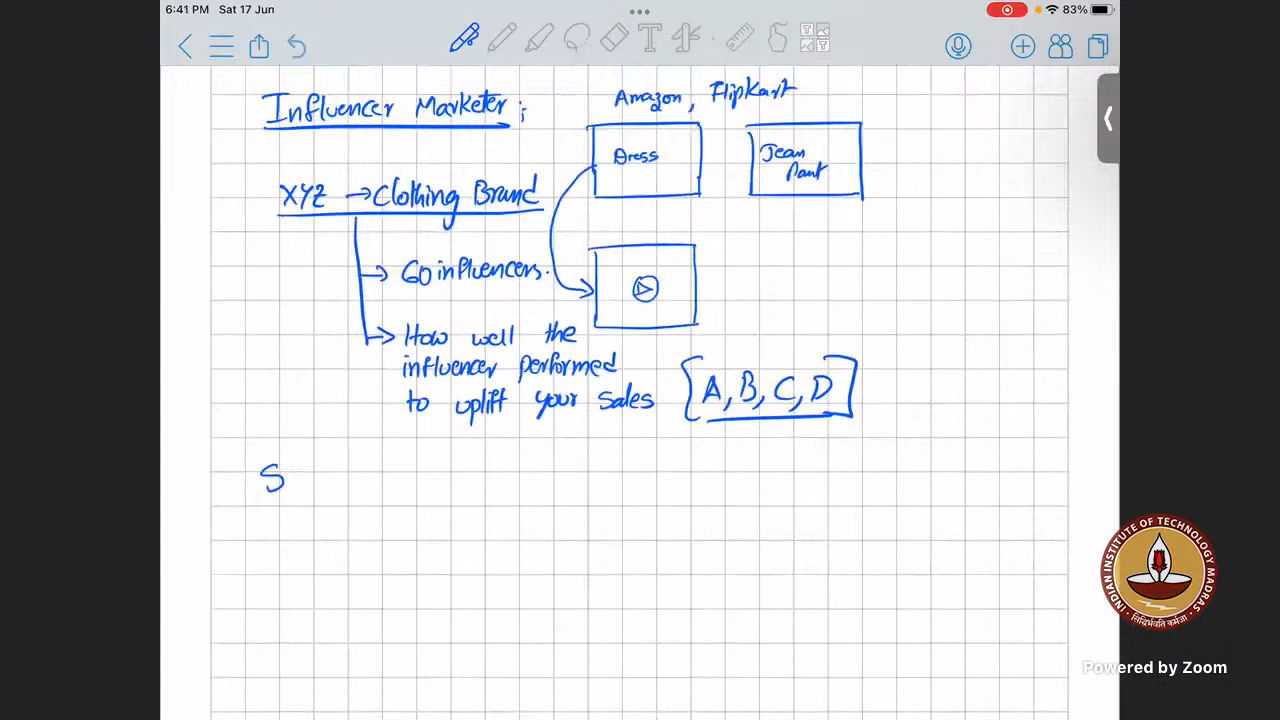 6:41 PM Sat 17 Jun
83%
Influencer Marketer :
Amazon, Flipkart
Dress
Jean
Pant
XYZ → Clothing Brand
60 influencers.
How well the
influencer performed
to uplift your sales [A, B, C, D]
S
INDIAN INSTITUTE OF TECHNOLOGY MADRAS
सिद्धिर्भवति कर्मजा
Powered by Zoom